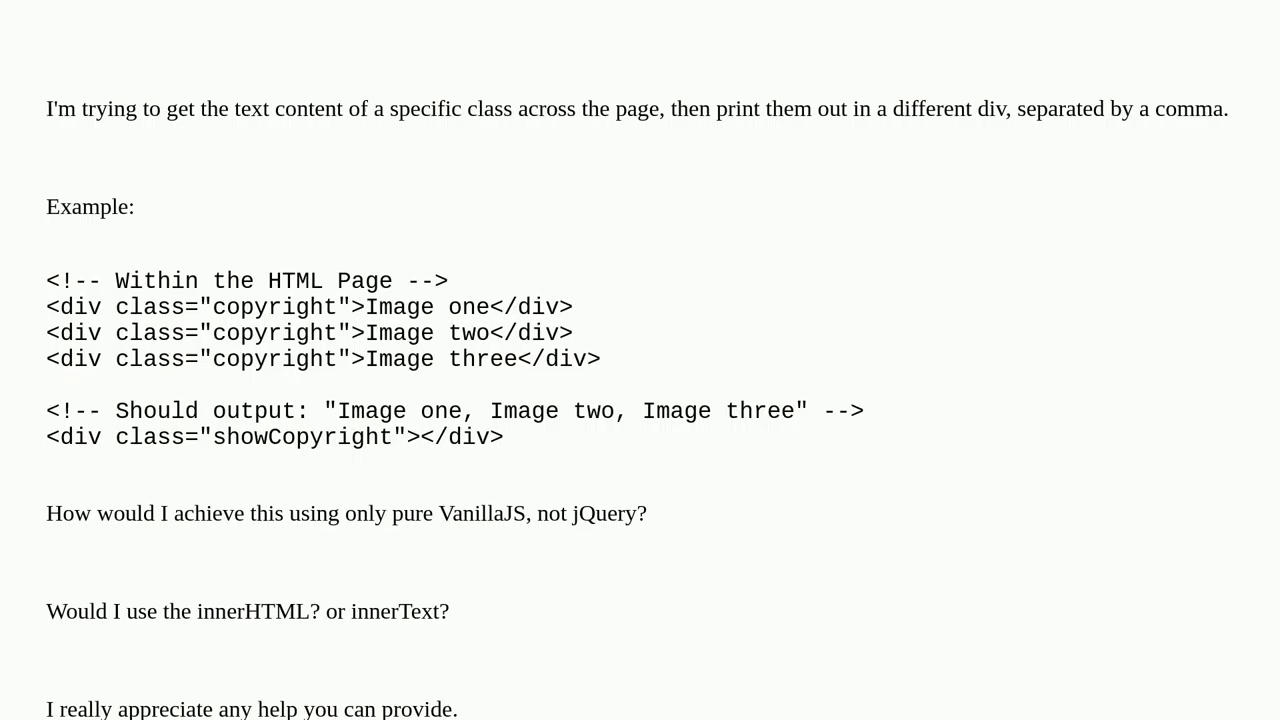 I'm trying to get the text content of a specific class across the page, then print them out in a different div, separated by a comma.
Example:
<!-- Within the HTML Page -->
<div class="copyright">Image one</div>
<div class="copyright">Image two</div>
<div class="copyright">Image three</div>
<!-- Should output: "Image one, Image two, Image three" -->
<div class="showCopyright"></div>
How would I achieve this using only pure VanillaJS, not jQuery?
Would I use the innerHTML? or innerText?
I really appreciate any help you can provide.